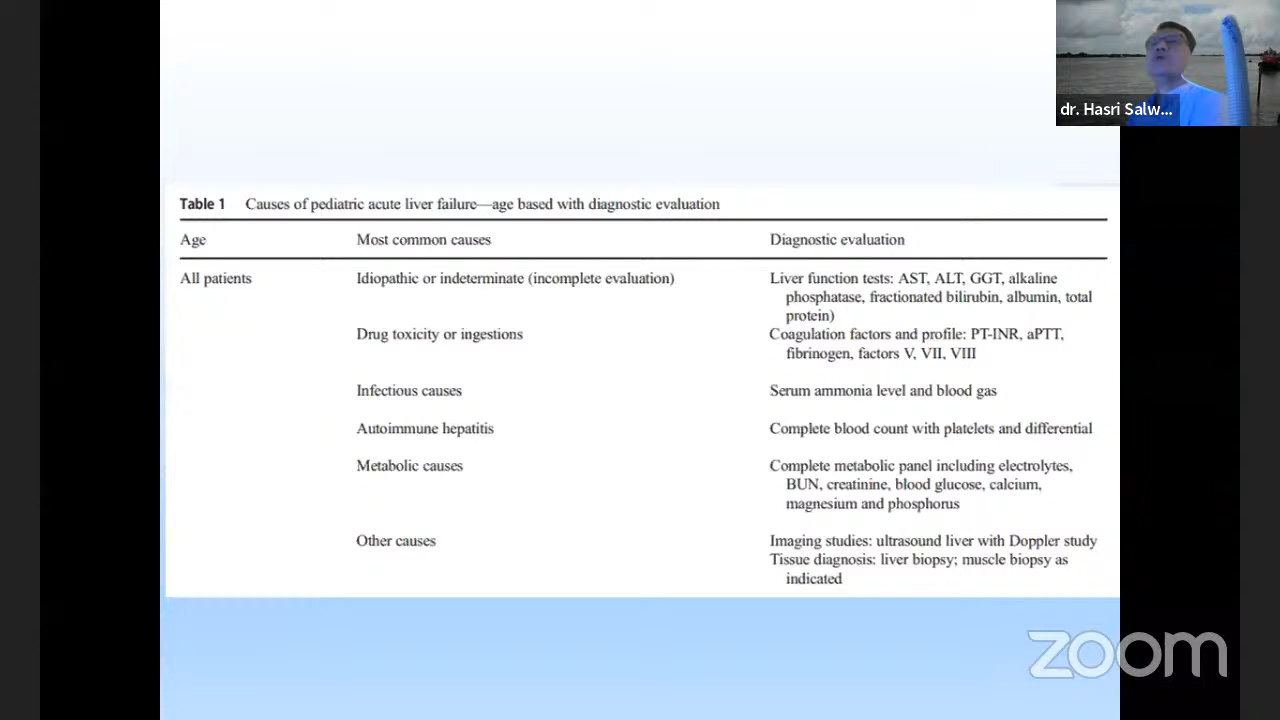 dr. Hasri Salw...
Table 1 Causes of pediatric acute liver failure—age based with diagnostic evaluation
Age Most common causes Diagnostic evaluation
All patients Idiopathic or indeterminate (incomplete evaluation) Liver function tests: AST, ALT, GGT, alkaline
phosphatase, fractionated bilirubin, albumin, total
protein)
Drug toxicity or ingestions Coagulation factors and profile: PT-INR, aPTT,
fibrinogen, factors V, VII, VIII
Infectious causes Serum ammonia level and blood gas
Autoimmune hepatitis Complete blood count with platelets and differential
Metabolic causes Complete metabolic panel including electrolytes,
BUN, creatinine, blood glucose, calcium,
magnesium and phosphorus
Other causes Imaging studies: ultrasound liver with Doppler study
Tissue diagnosis: liver biopsy; muscle biopsy as
indicated
zoom